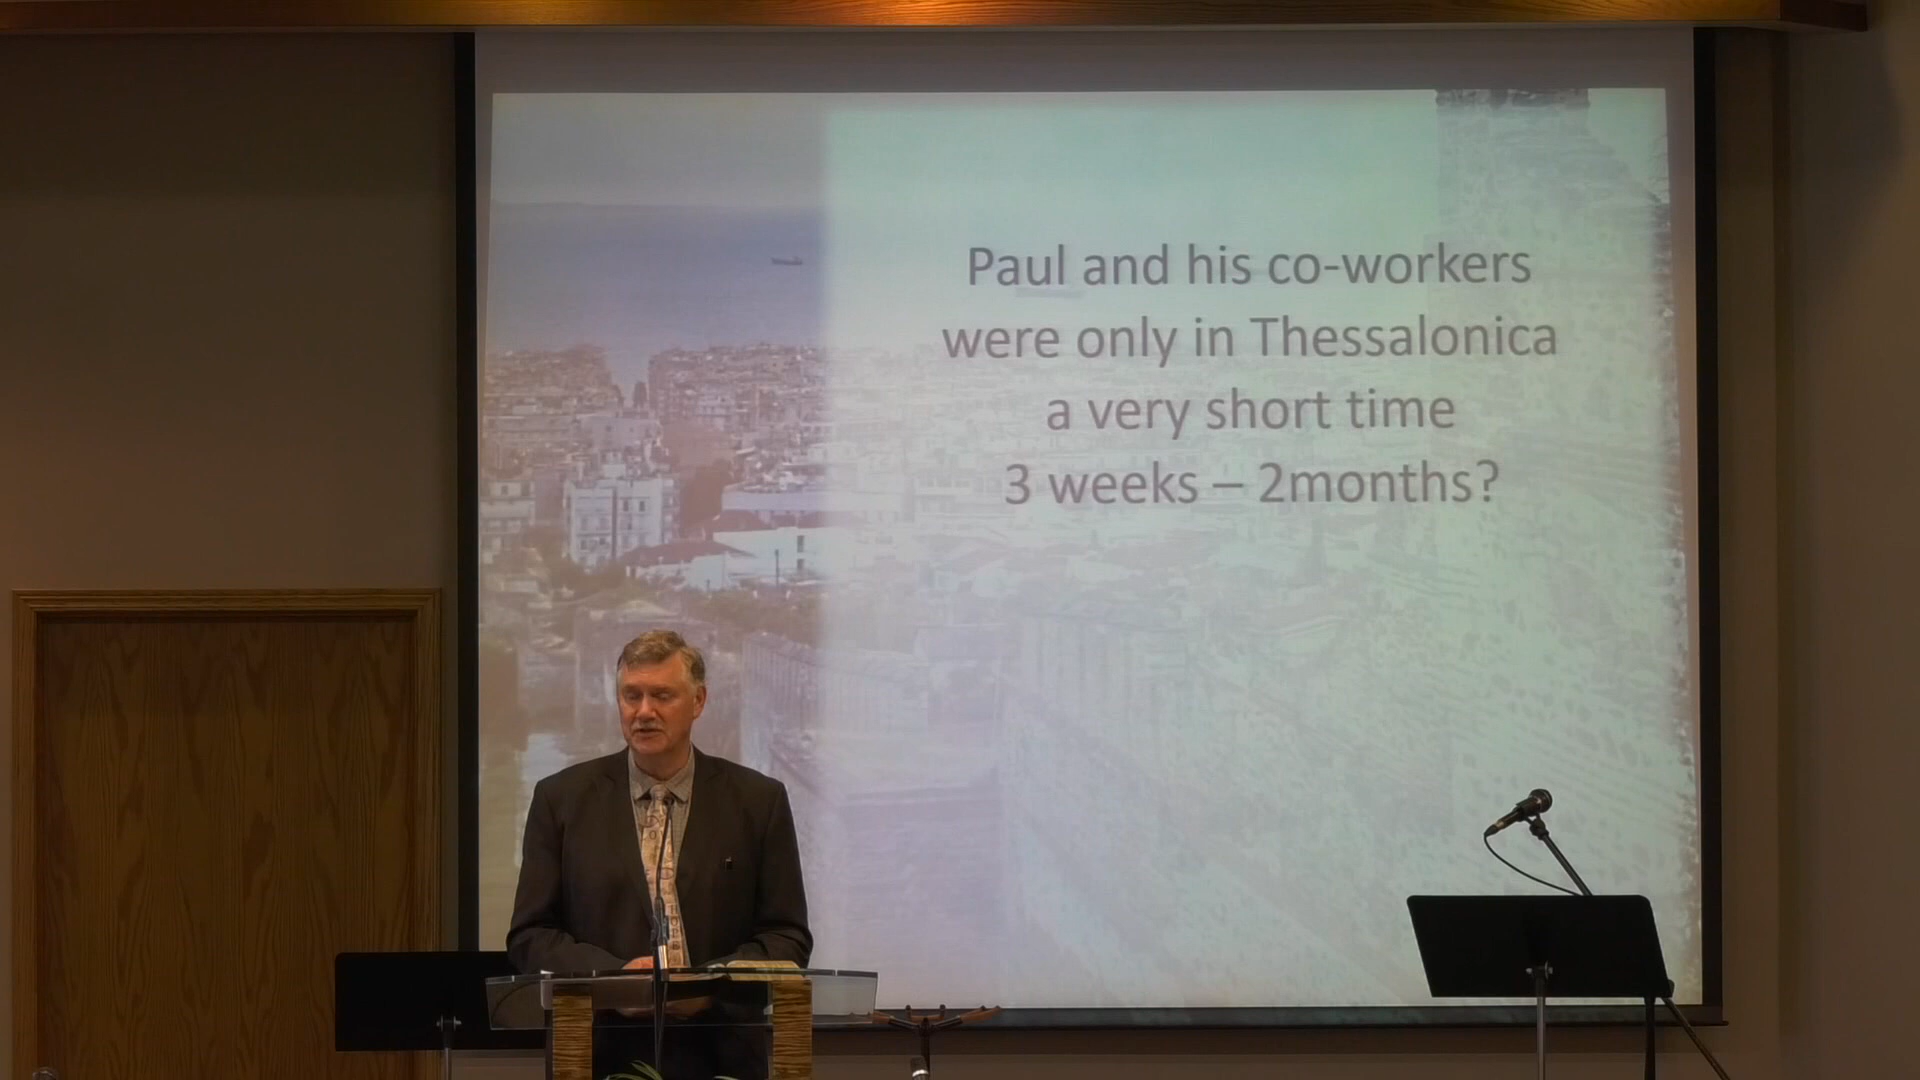 Paul and his co-workers
were only in Thessalonica
a very short time
3 weeks – 2months?